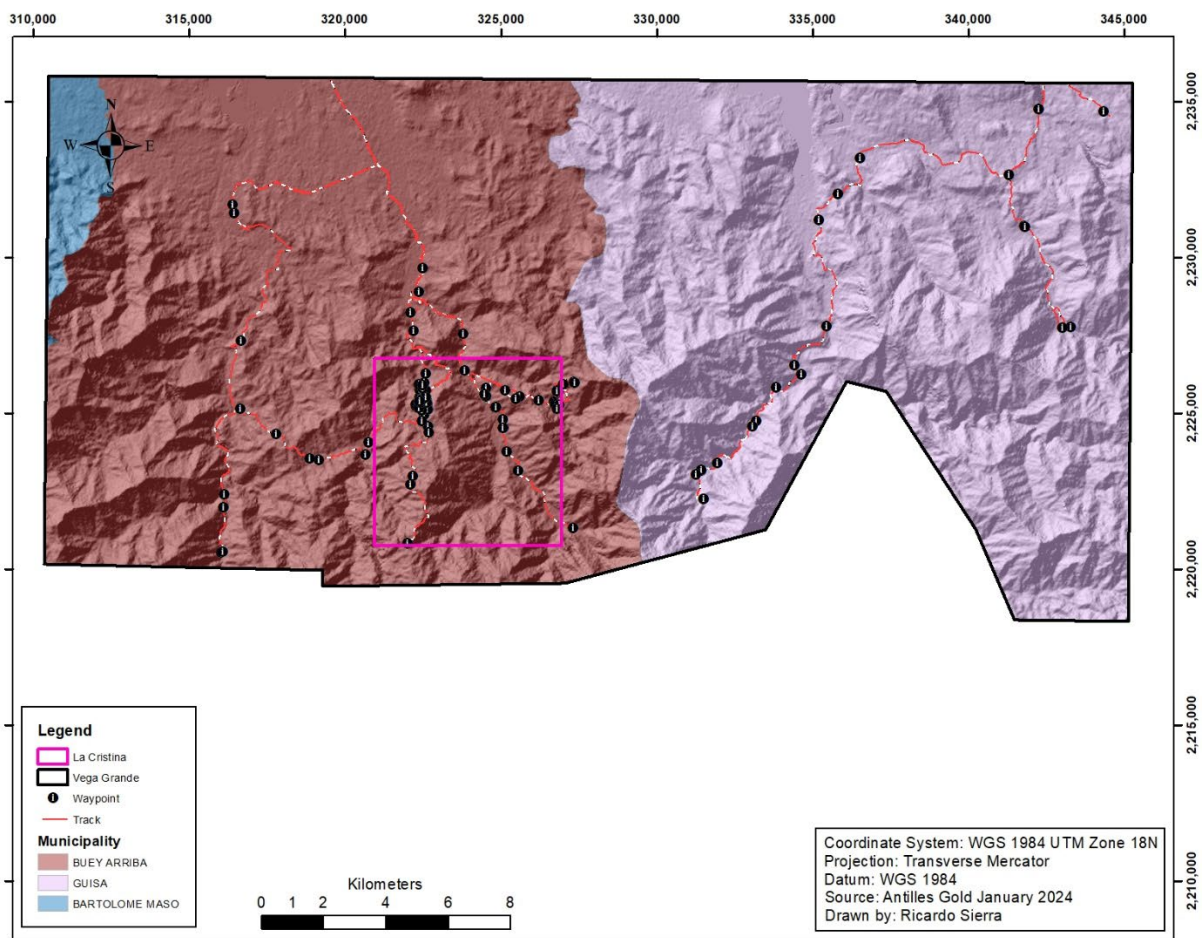 310,000
315,000
320,000
325,000
330,000
335,000
340,000
345,000
2,235,000
2,230,000
2,225,000
2,220,000
2,215,000
2,210,000
N
W
E
S
Legend
La Cristina
Vega Grande
Waypoint
Track
Municipality
BUEY ARRIBA
GUISA
BARTOLOME MASO
Kilometers
0 1 2 4 6 8
Coordinate System: WGS 1984 UTM Zone 18N
Projection: Transverse Mercator
Datum: WGS 1984
Source: Antilles Gold January 2024
Drawn by: Ricardo Sierra